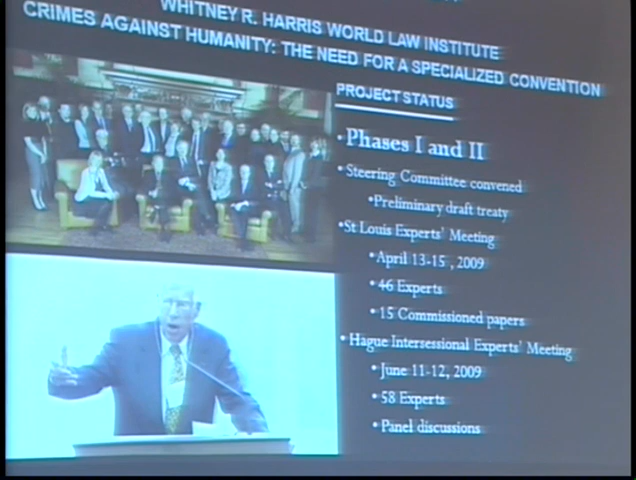 WHITNEY R. HARRIS WORLD LAW INSTITUTE
CRIMES AGAINST HUMANITY: THE NEED FOR A SPECIALIZED CONVENTION
PROJECT STATUS
•Phases I and II
•Steering Committee convened
•Preliminary draft treaty
•St Louis Experts' Meeting
•April 13-15 , 2009
•46 Experts
•15 Commissioned papers
•Hague Intersessional Experts' Meeting
•June 11-12, 2009
•58 Experts
•Panel discussions